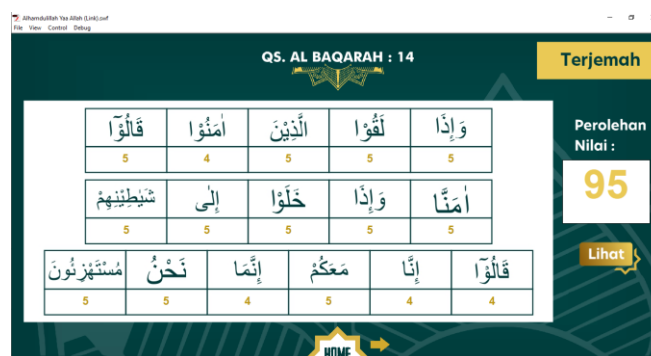 Alhamdulillah Yaa Allah (Link).swf
File View Control Debug
QS. AL BAQARAH : 14
Terjemah
وَإِذَا لَقُوْا الَّذِيْنَ اٰمَنُوْا قَالُوْٓا
5 5 5 4 5
اٰمَنَّا وَإِذَا خَلَوْا إِلٰى شَيٰطِيْنِهِمْ
5 5 5 5 5
قَالُوْٓا إِنَّا مَعَكُمْ إِنَّمَا نَحْنُ مُسْتَهْزِئُونَ
4 4 5 4 5 5
Perolehan
Nilai :
95
Lihat
HOME